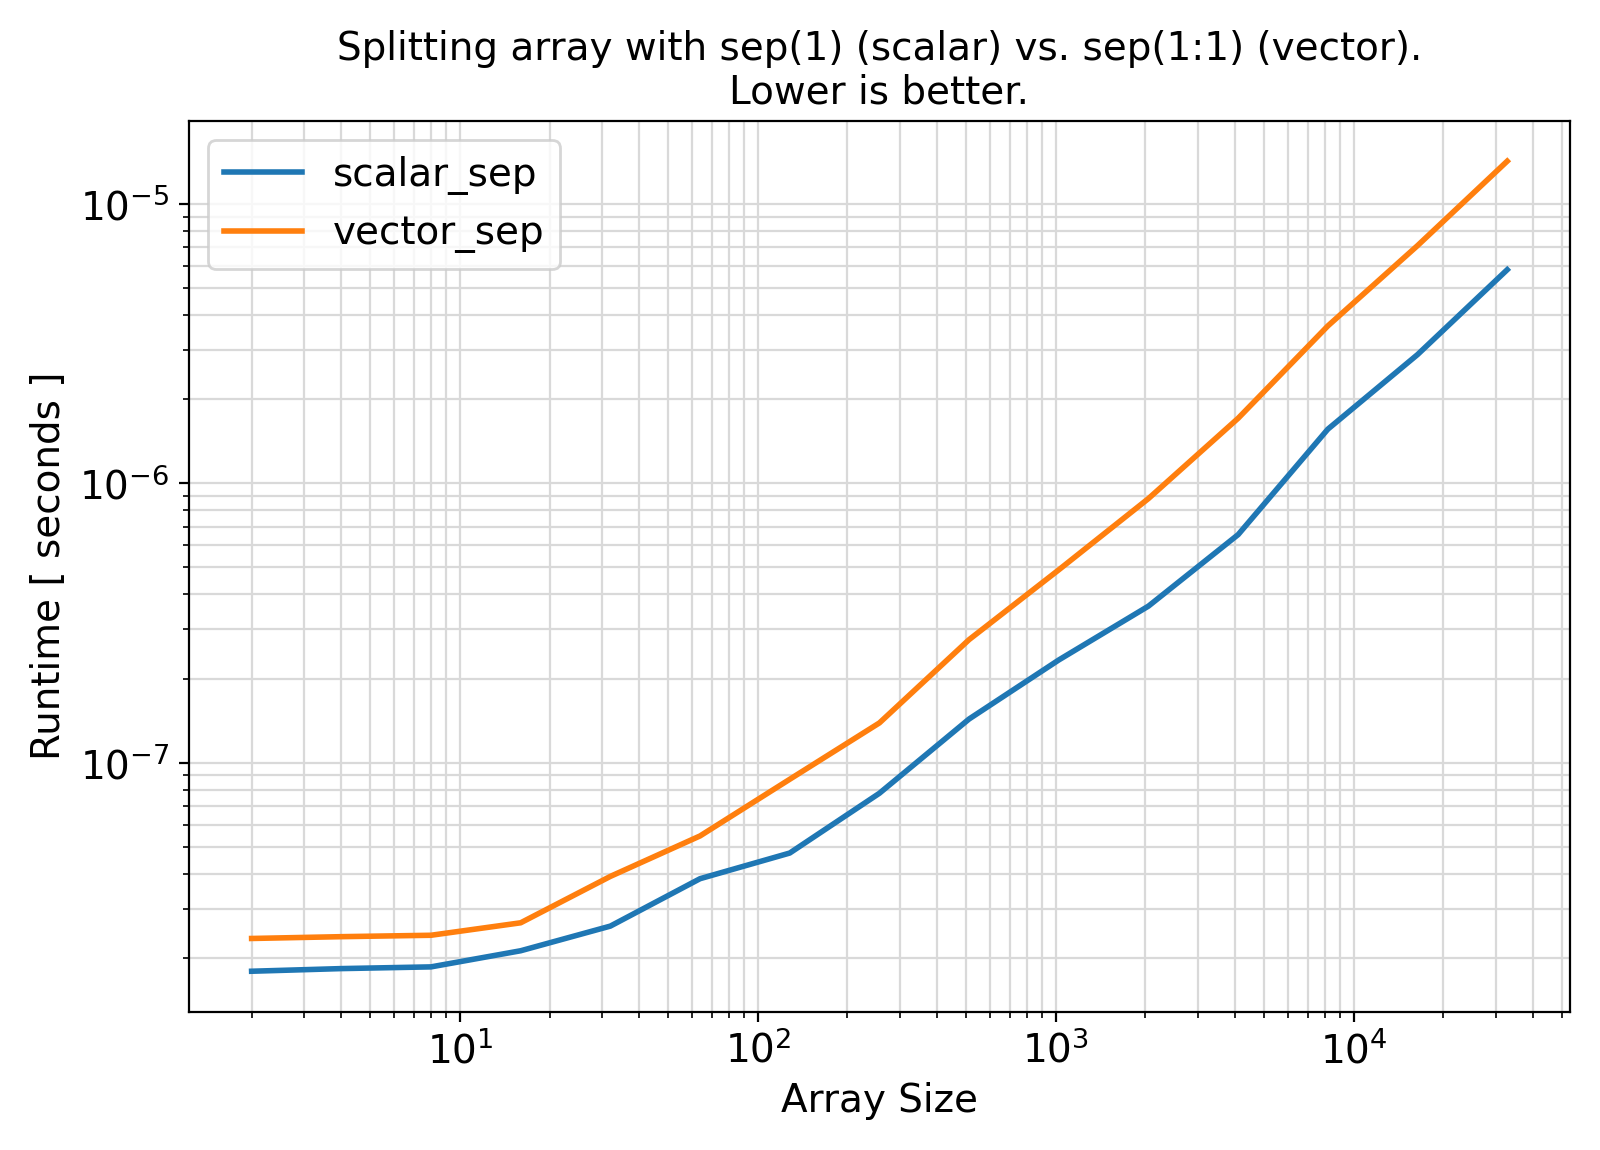 Splitting array with sep(1) (scalar) vs. sep(1:1) (vector).
Lower is better.
scalar_sep
vector_sep
10⁻⁵
10⁻⁶
10⁻⁷
Runtime [ seconds ]
10¹ 10² 10³ 10⁴
Array Size